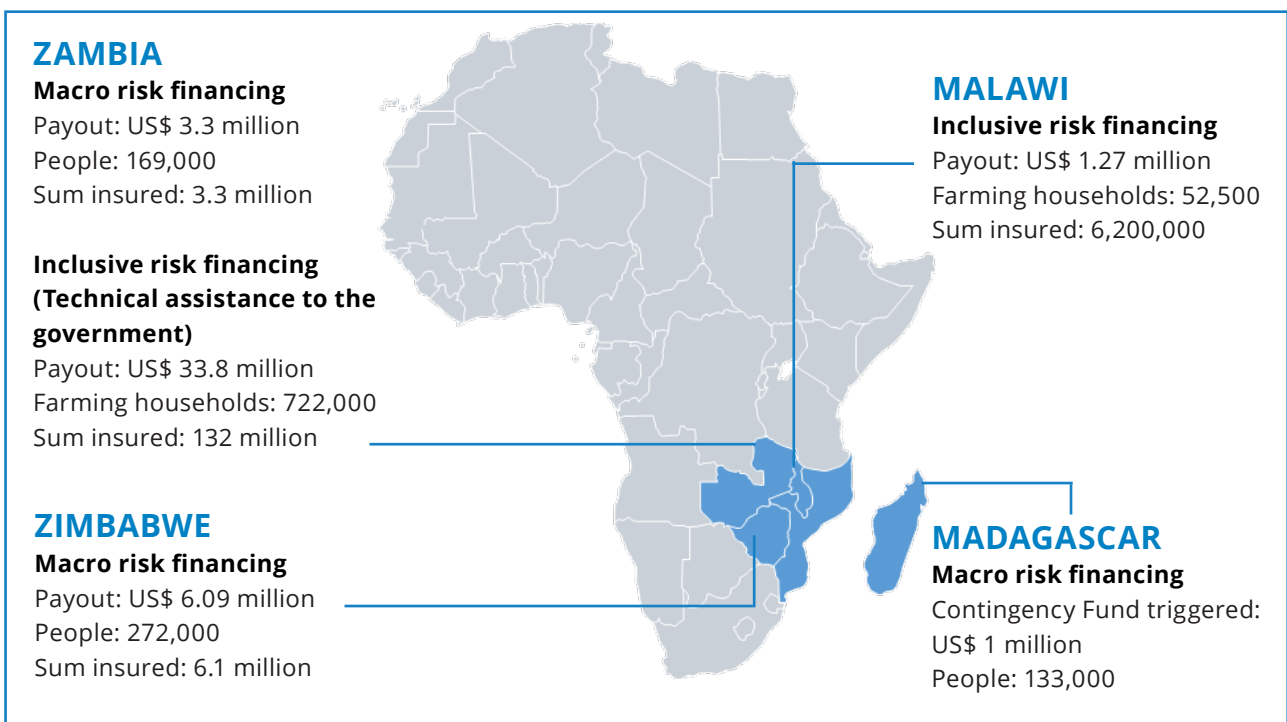 ZAMBIA
Macro risk financing
Payout: US$ 3.3 million
People: 169,000
Sum insured: 3.3 million
Inclusive risk financing
(Technical assistance to the
government)
Payout: US$ 33.8 million
Farming households: 722,000
Sum insured: 132 million
ZIMBABWE
Macro risk financing
Payout: US$ 6.09 million
People: 272,000
Sum insured: 6.1 million
MALAWI
Inclusive risk financing
Payout: US$ 1.27 million
Farming households: 52,500
Sum insured: 6,200,000
MADAGASCAR
Macro risk financing
Contingency Fund triggered:
US$ 1 million
People: 133,000